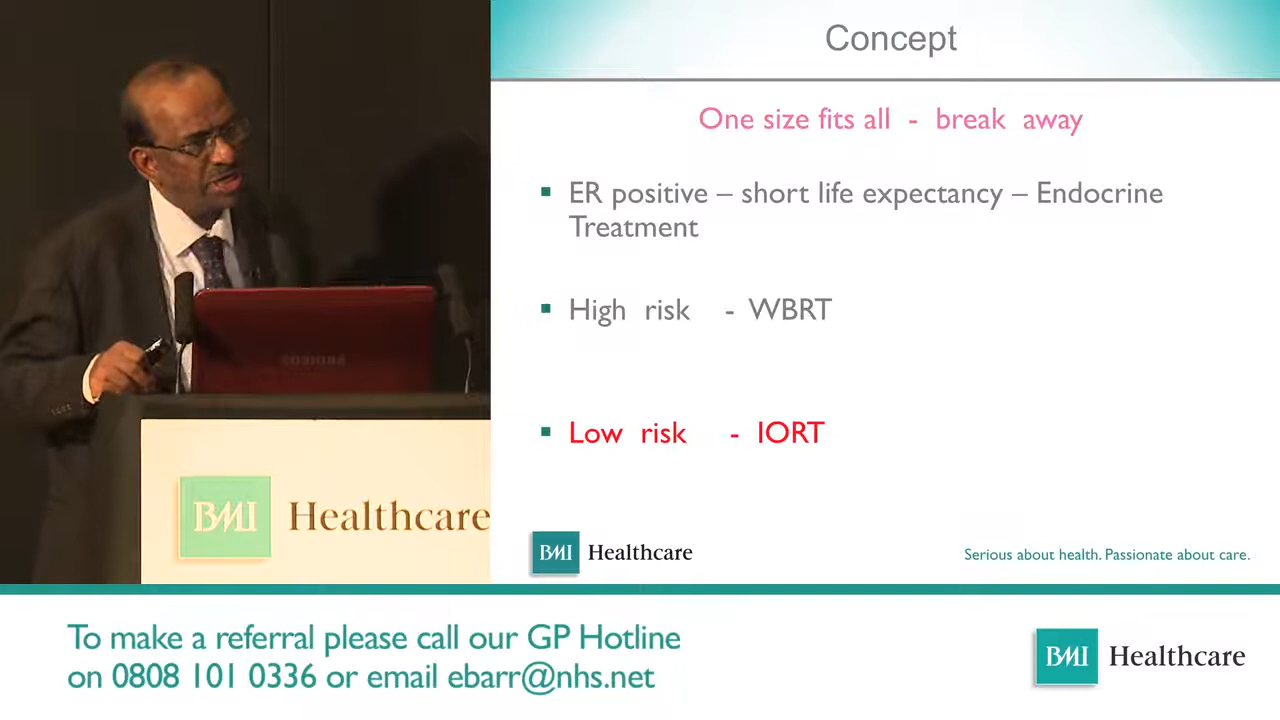 Concept
One size fits all - break away
▪ ER positive – short life expectancy – Endocrine
Treatment
▪ High risk - WBRT
▪ Low risk - IORT
BMI Healthcare
Serious about health. Passionate about care.
TOSHIBA
BMI Healthcare
To make a referral please call our GP Hotline
on 0808 101 0336 or email ebarr@nhs.net
BMI Healthcare